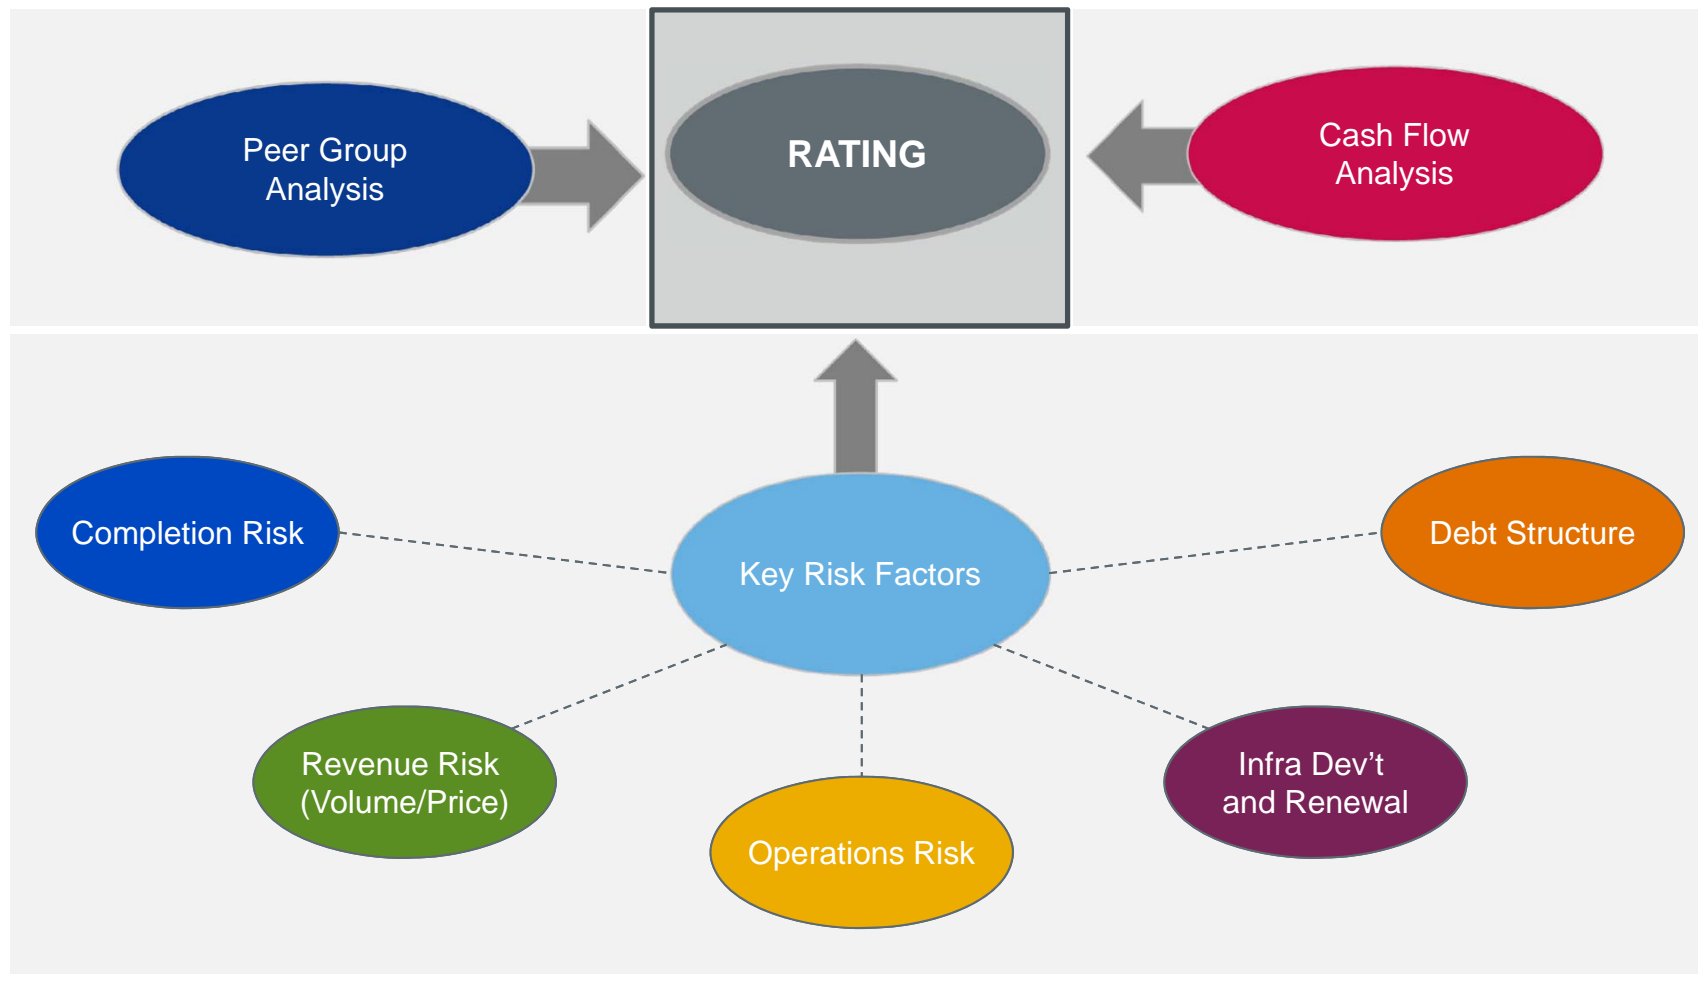 Peer Group
Analysis
RATING
Cash Flow
Analysis
Completion Risk
Key Risk Factors
Debt Structure
Revenue Risk
(Volume/Price)
Operations Risk
Infra Dev’t
and Renewal